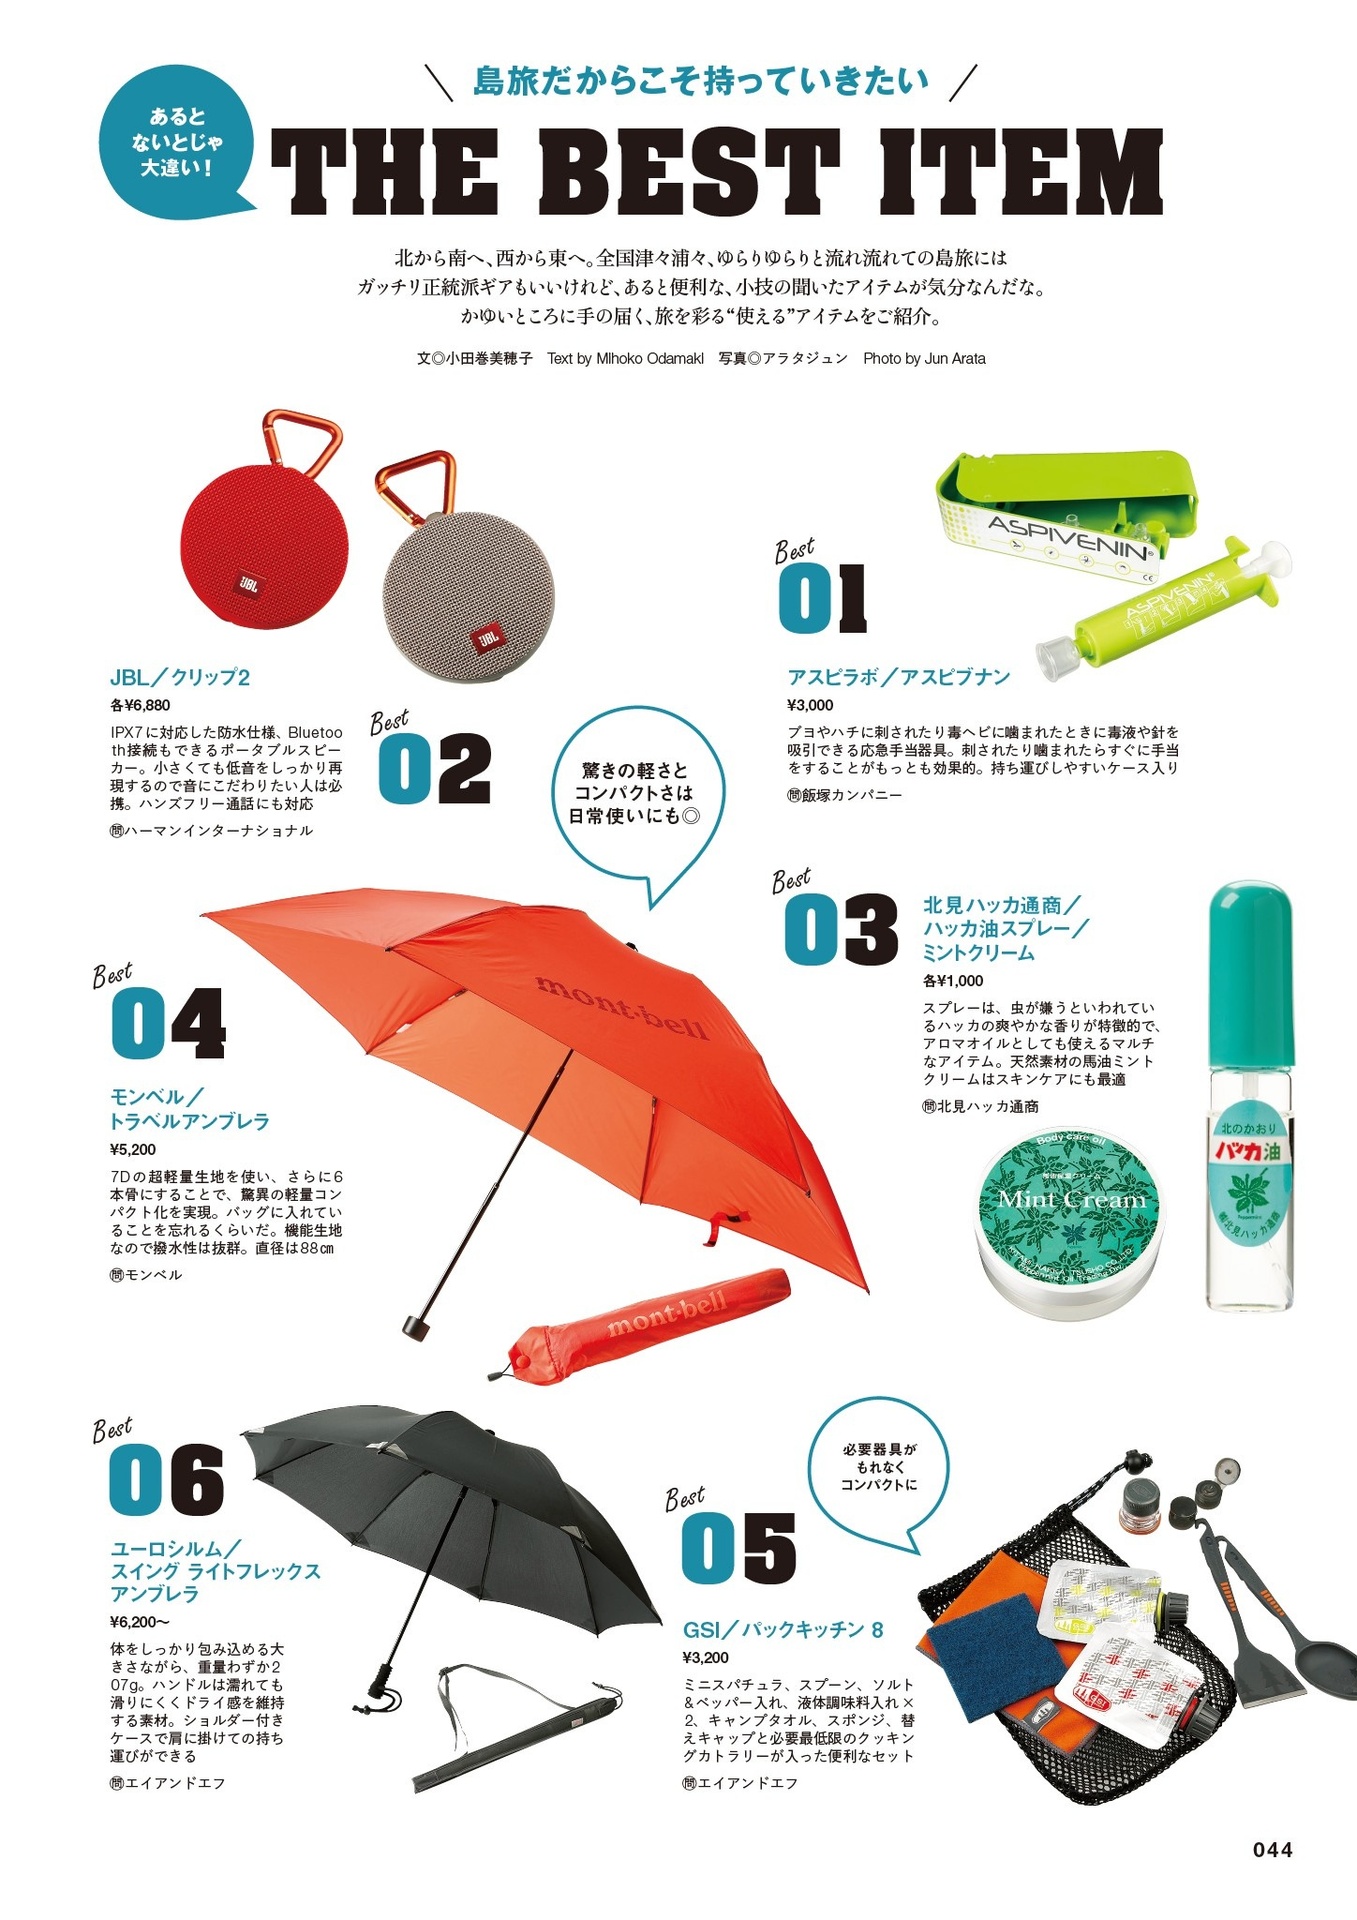 あると
ないとじゃ
大違い！
島旅だからこそ持っていきたい
THE BEST ITEM
北から南へ、西から東へ。全国津々浦々、ゆらりゆらりと流れ流れての島旅には
ガッチリ正統派ギアもいいけれど、あると便利な、小技の聞いたアイテムが気分なんだな。
かゆいところに手の届く、旅を彩る“使える”アイテムをご紹介。
文◎小田巻美穂子　Text by MIhoko OdamakI　写真◎アラタジュン　Photo by Jun Arata
ASPIVENIN®
ASPIVENIN®
Best
01
アスピラボ／アスピブナン
¥3,000
ブヨやハチに刺されたり毒ヘビに噛まれたときに毒液や針を
吸引できる応急手当器具。刺されたり噛まれたらすぐに手当
をすることがもっとも効果的。持ち運びしやすいケース入り
問飯塚カンパニー
JBL
JBL
JBL／クリップ2
各¥6,880
IPX7に対応した防水仕様、Bluetoo
th接続もできるポータブルスピー
カー。小さくても低音をしっかり再
現するので音にこだわりたい人は必
携。ハンズフリー通話にも対応
問ハーマンインターナショナル
Best
02
驚きの軽さと
コンパクトさは
日常使いにも◎
Best
03
北見ハッカ通商／
ハッカ油スプレー／
ミントクリーム
各¥1,000
スプレーは、虫が嫌うといわれてい
るハッカの爽やかな香りが特徴的で、
アロマオイルとしても使えるマルチ
なアイテム。天然素材の馬油ミント
クリームはスキンケアにも最適
問北見ハッカ通商
Body care oil
Mint Cream
KITAMI HAKKA TSUSHO CO.,LTD.
Peppermint Oil Trading Div.
北のかおり
ハッカ油
Peppermint
㈱北見ハッカ通商
Best
04
モンベル／
トラベルアンブレラ
¥5,200
7Dの超軽量生地を使い、さらに6
本骨にすることで、驚異の軽量コン
パクト化を実現。バッグに入れてい
ることを忘れるくらいだ。機能生地
なので撥水性は抜群。直径は88㎝
問モンベル
mont-bell
mont-bell
Best
06
ユーロシルム／
スイング ライトフレックス
アンブレラ
¥6,200〜
体をしっかり包み込める大
きさながら、重量わずか2
07g。ハンドルは濡れても
滑りにくくドライ感を維持
する素材。ショルダー付き
ケースで肩に掛けての持ち
運びができる
問エイアンドエフ
Best
05
必要器具が
もれなく
コンパクトに
GSI／パックキッチン 8
¥3,200
ミニスパチュラ、スプーン、ソルト
&ペッパー入れ、液体調味料入れ×
2、キャンプタオル、スポンジ、替
えキャップと必要最低限のクッキン
グカトラリーが入った便利なセット
問エイアンドエフ
GSI
044